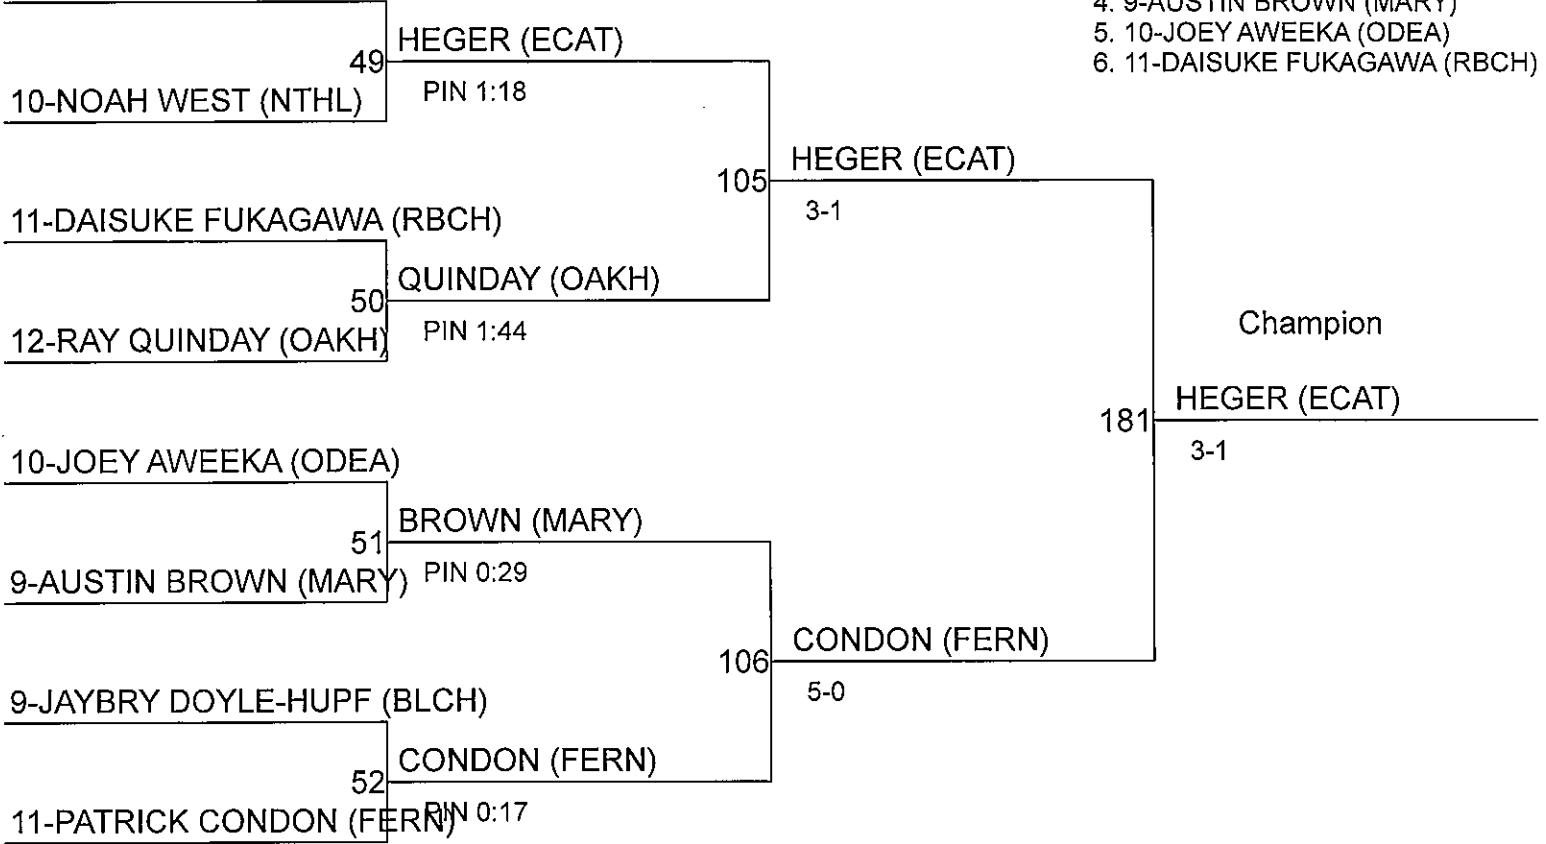 4. 9-AUSTIN BROWN (MARY)
5. 10-JOEY AWEEKA (ODEA)
6. 11-DAISUKE FUKAGAWA (RBCH)
HEGER (ECAT)
49
PIN 1:18
10-NOAH WEST (NTHL)
HEGER (ECAT)
105
3-1
11-DAISUKE FUKAGAWA (RBCH)
QUINDAY (OAKH)
50
PIN 1:44
12-RAY QUINDAY (OAKH)
Champion
HEGER (ECAT)
181
3-1
10-JOEY AWEEKA (ODEA)
BROWN (MARY)
51
PIN 0:29
9-AUSTIN BROWN (MARY)
CONDON (FERN)
106
5-0
9-JAYBRY DOYLE-HUPF (BLCH)
CONDON (FERN)
52
PIN 0:17
11-PATRICK CONDON (FERN)